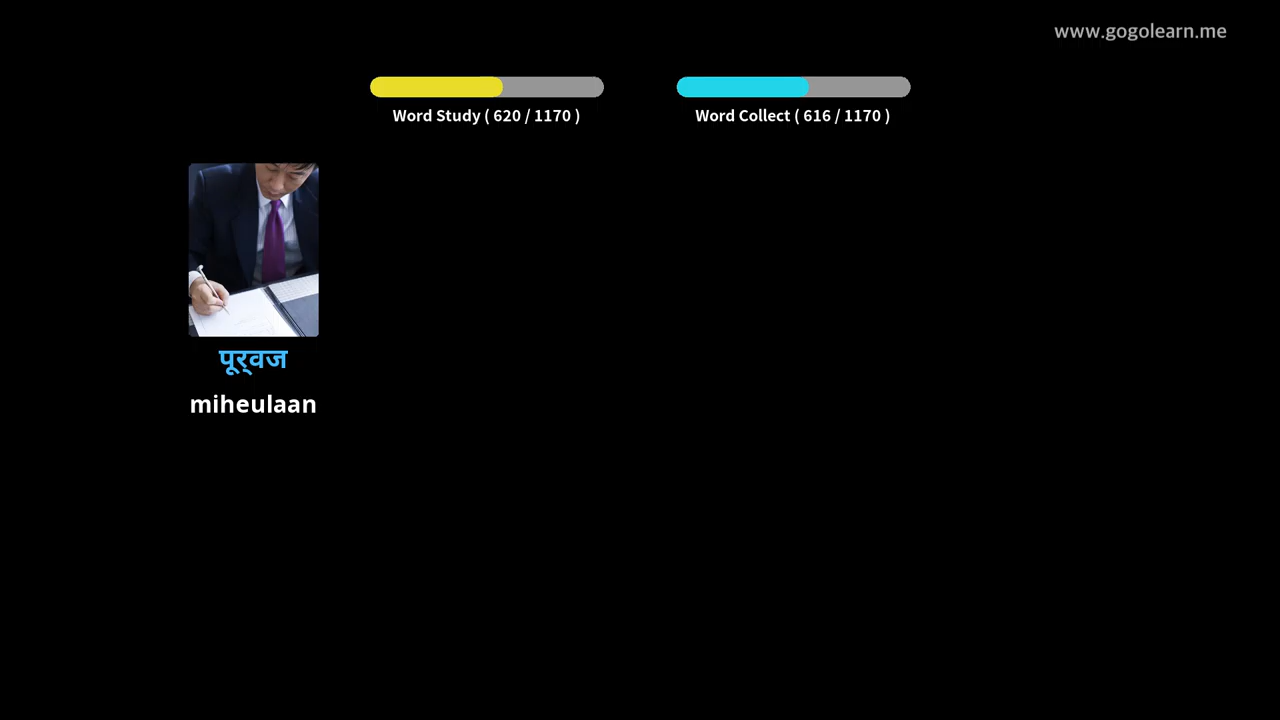 www.gogolearn.me
Word Study ( 620 / 1170 )
Word Collect ( 616 / 1170 )
पूर्वज
miheulaan